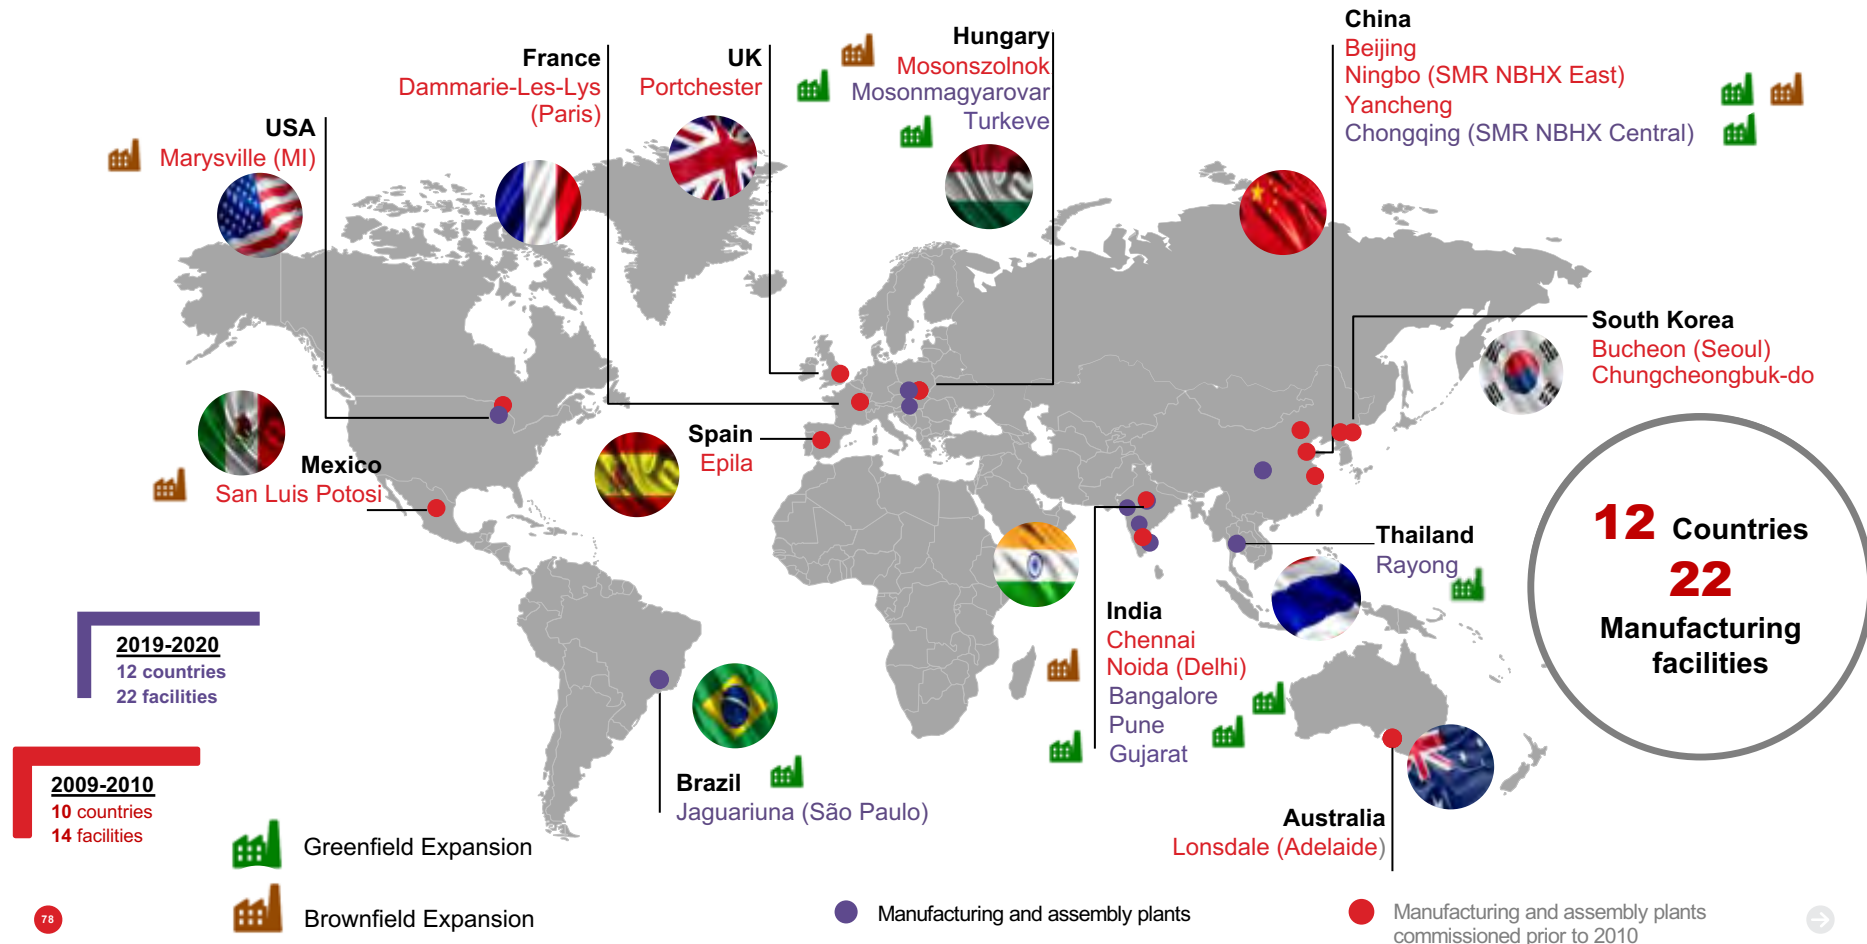 China
Beijing
Ningbo (SMR NBHX East)
Yancheng
Chongqing (SMR NBHX Central)
Hungary
Mosonszolnok
Mosonmagyarovar
Turkeve
UK
Portchester
France
Dammarie-Les-Lys
(Paris)
USA
Marysville (MI)
South Korea
Bucheon (Seoul)
Chungcheongbuk-do
Spain
Epila
Mexico
San Luis Potosi
12 Countries
22
Manufacturing
facilities
Thailand
Rayong
India
Chennai
Noida (Delhi)
Bangalore
Pune
Gujarat
2019-2020
12 countries
22 facilities
2009-2010
10 countries
14 facilities
Brazil
Jaguariuna (São Paulo)
Australia
Lonsdale (Adelaide)
Greenfield Expansion
Brownfield Expansion
Manufacturing and assembly plants
Manufacturing and assembly plants
commissioned prior to 2010
78